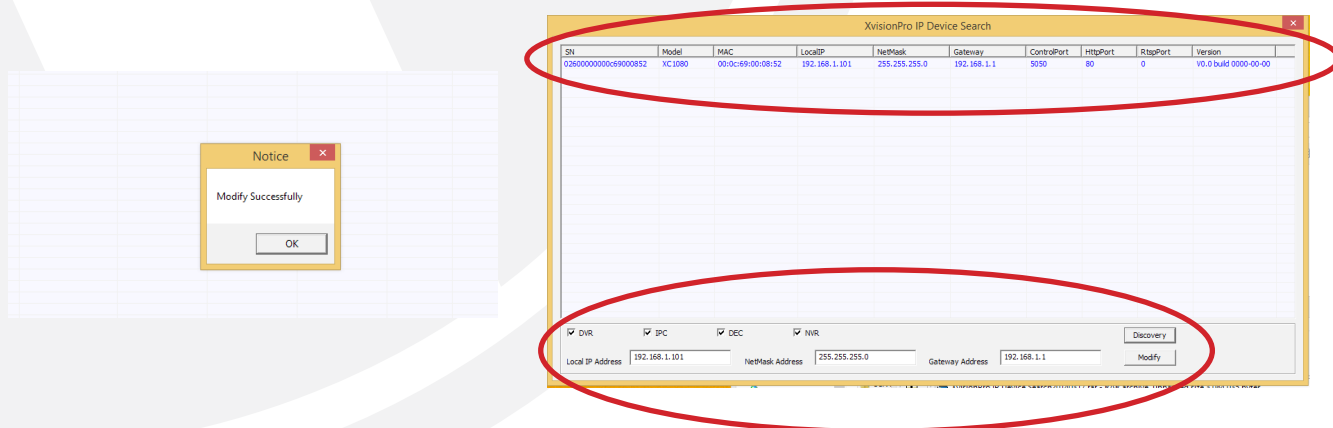 Notice
Modify Successfully
OK
XvisionPro IP Device Search
SN Model MAC LocalIP NetMask Gateway ControlPort HttpPort RtspPort Version
02600000000c69000852 XC1080 00:0c:69:00:08:52 192.168.1.101 255.255.255.0 192.168.1.1 5050 80 0 V0.0 build 0000-00-00
DVR IPC DEC NVR Discovery
Local IP Address 192.168.1.101 NetMask Address 255.255.255.0 Gateway Address 192.168.1.1 Modify